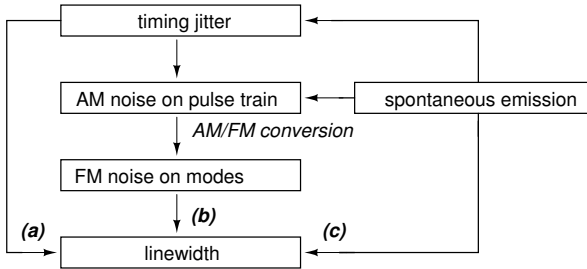 timing jitter
AM noise on pulse train
spontaneous emission
AM/FM conversion
FM noise on modes
(a)
(b)
(c)
linewidth